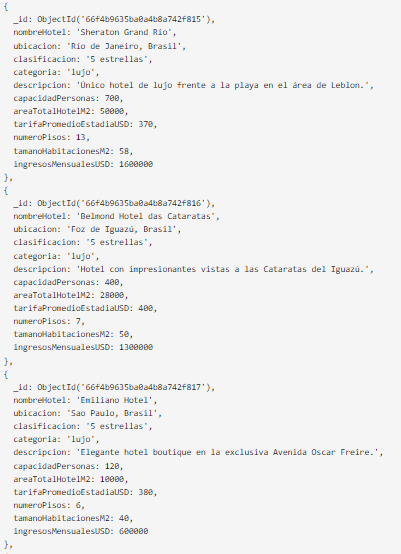 {
_id: ObjectId('66f4b9635ba0a4b8a742f815'),
nombreHotel: 'Sheraton Grand Rio',
ubicacion: 'Río de Janeiro, Brasil',
clasificacion: '5 estrellas',
categoria: 'lujo',
descripcion: 'Único hotel de lujo frente a la playa en el área de Leblon.',
capacidadPersonas: 700,
areaTotalHotelM2: 50000,
tarifaPromedioEstadiaUSD: 370,
numeroPisos: 13,
tamanoHabitacionesM2: 58,
ingresosMensualesUSD: 1600000
},
{
_id: ObjectId('66f4b9635ba0a4b8a742f816'),
nombreHotel: 'Belmond Hotel das Cataratas',
ubicacion: 'Foz de Iguazú, Brasil',
clasificacion: '5 estrellas',
categoria: 'lujo',
descripcion: 'Hotel con impresionantes vistas a las Cataratas del Iguazú.',
capacidadPersonas: 400,
areaTotalHotelM2: 28000,
tarifaPromedioEstadiaUSD: 400,
numeroPisos: 7,
tamanoHabitacionesM2: 50,
ingresosMensualesUSD: 1300000
},
{
_id: ObjectId('66f4b9635ba0a4b8a742f817'),
nombreHotel: 'Emiliano Hotel',
ubicacion: 'Sao Paulo, Brasil',
clasificacion: '5 estrellas',
categoria: 'lujo',
descripcion: 'Elegante hotel boutique en la exclusiva Avenida Oscar Freire.',
capacidadPersonas: 120,
areaTotalHotelM2: 10000,
tarifaPromedioEstadiaUSD: 380,
numeroPisos: 6,
tamanoHabitacionesM2: 40,
ingresosMensualesUSD: 600000
},